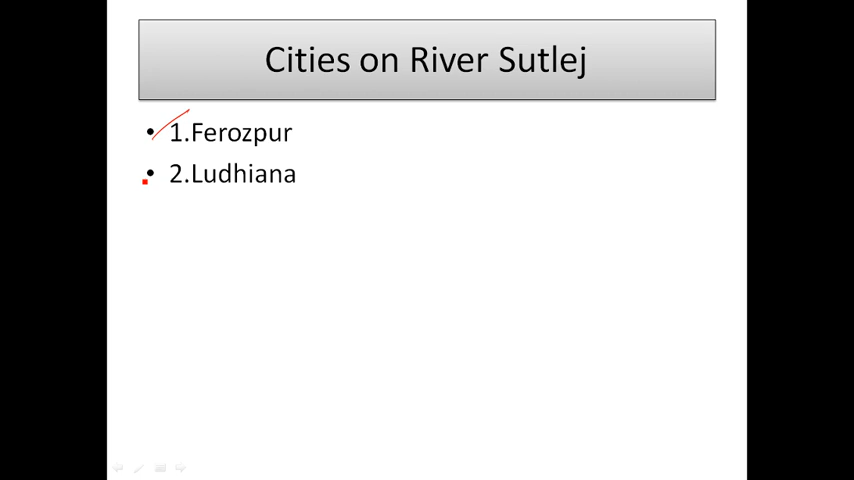 Cities on River Sutlej
• 1.Ferozpur
• 2.Ludhiana